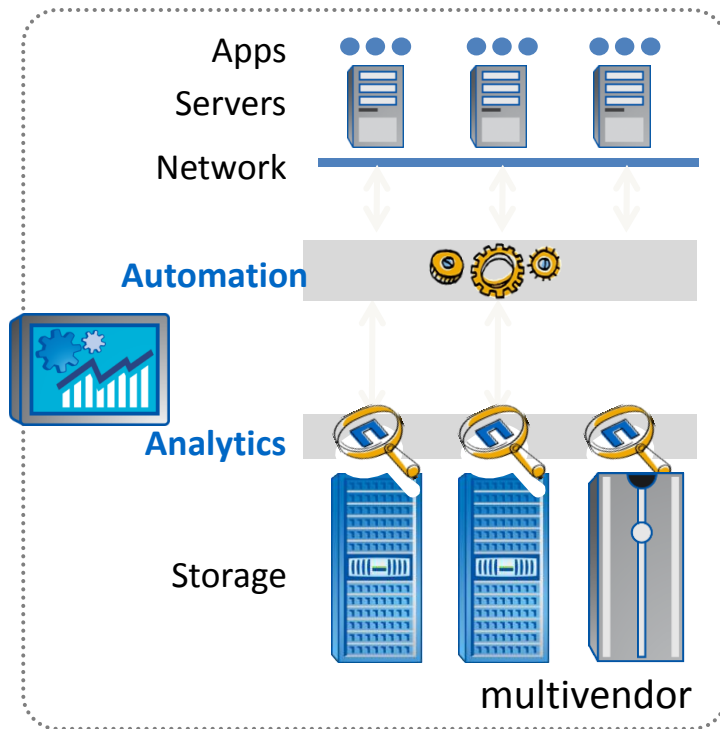 Apps
Servers
Network
Automation
Analytics
Storage
multivendor